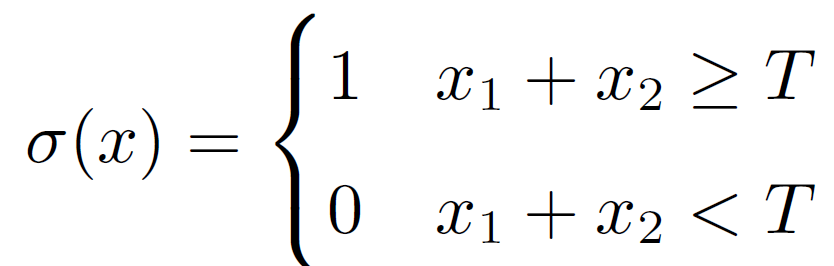 σ(x) = { 1 x₁ + x₂ ≥ T
0 x₁ + x₂ < T